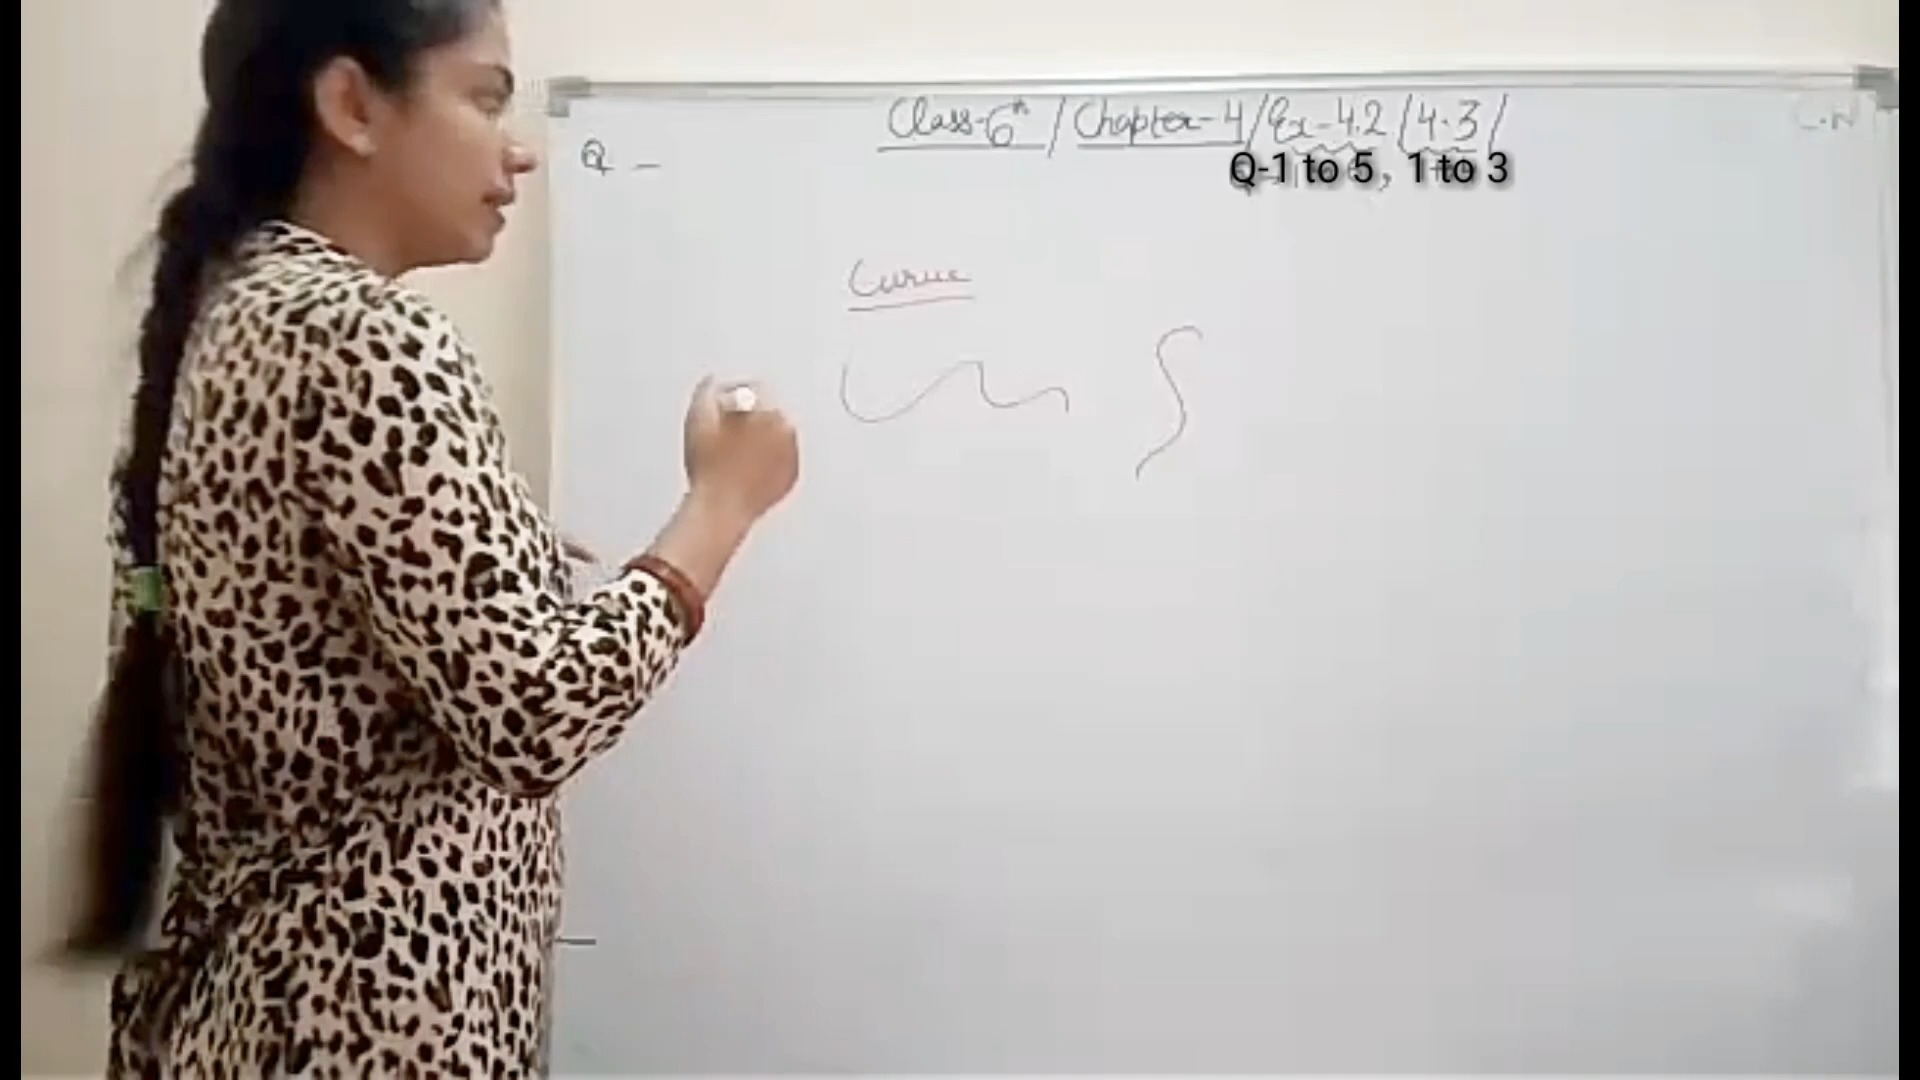 Class-6th / Chapter-4 / Ex-4.2 / 4.3 /
C.W
Q -
Q-1 to 5, 1 to 3
Curve